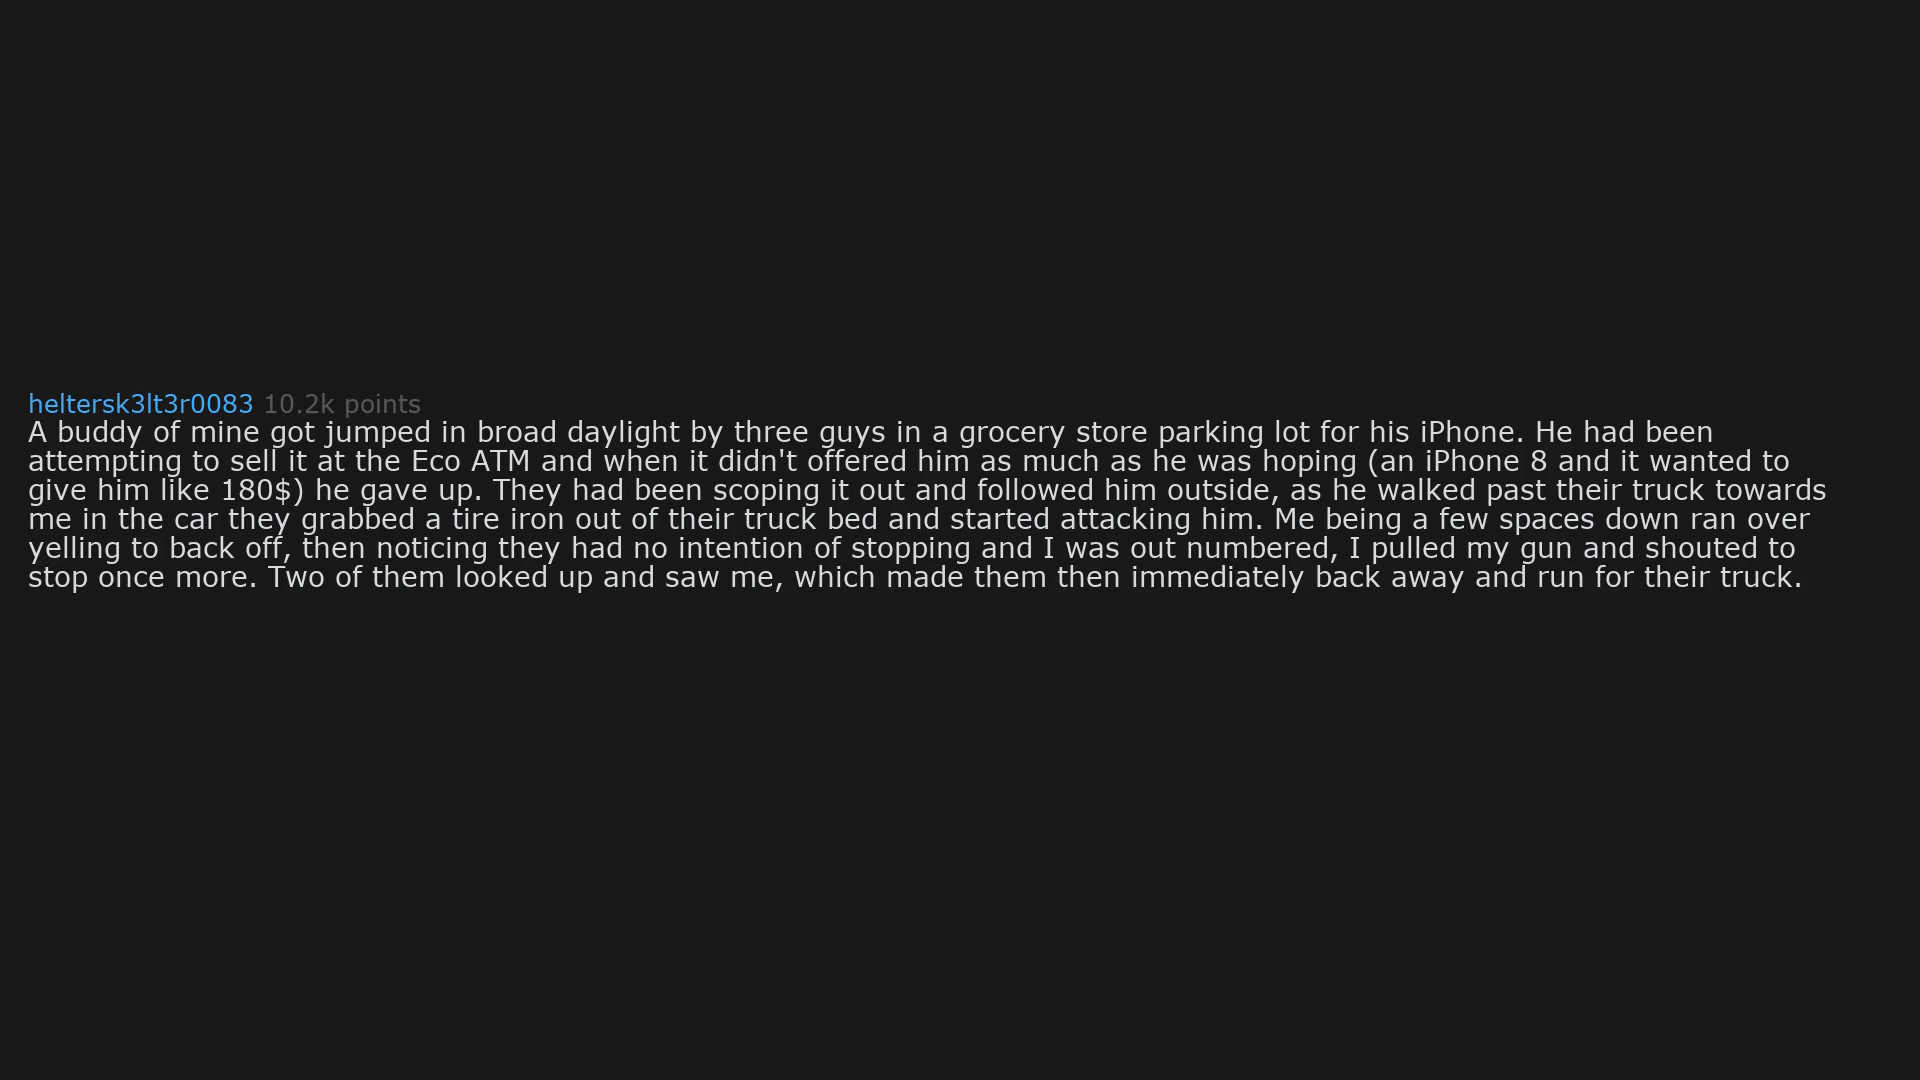 heltersk3lt3r0083 10.2k points
A buddy of mine got jumped in broad daylight by three guys in a grocery store parking lot for his iPhone. He had been
attempting to sell it at the Eco ATM and when it didn't offered him as much as he was hoping (an iPhone 8 and it wanted to
give him like 180$) he gave up. They had been scoping it out and followed him outside, as he walked past their truck towards
me in the car they grabbed a tire iron out of their truck bed and started attacking him. Me being a few spaces down ran over
yelling to back off, then noticing they had no intention of stopping and I was out numbered, I pulled my gun and shouted to
stop once more. Two of them looked up and saw me, which made them then immediately back away and run for their truck.